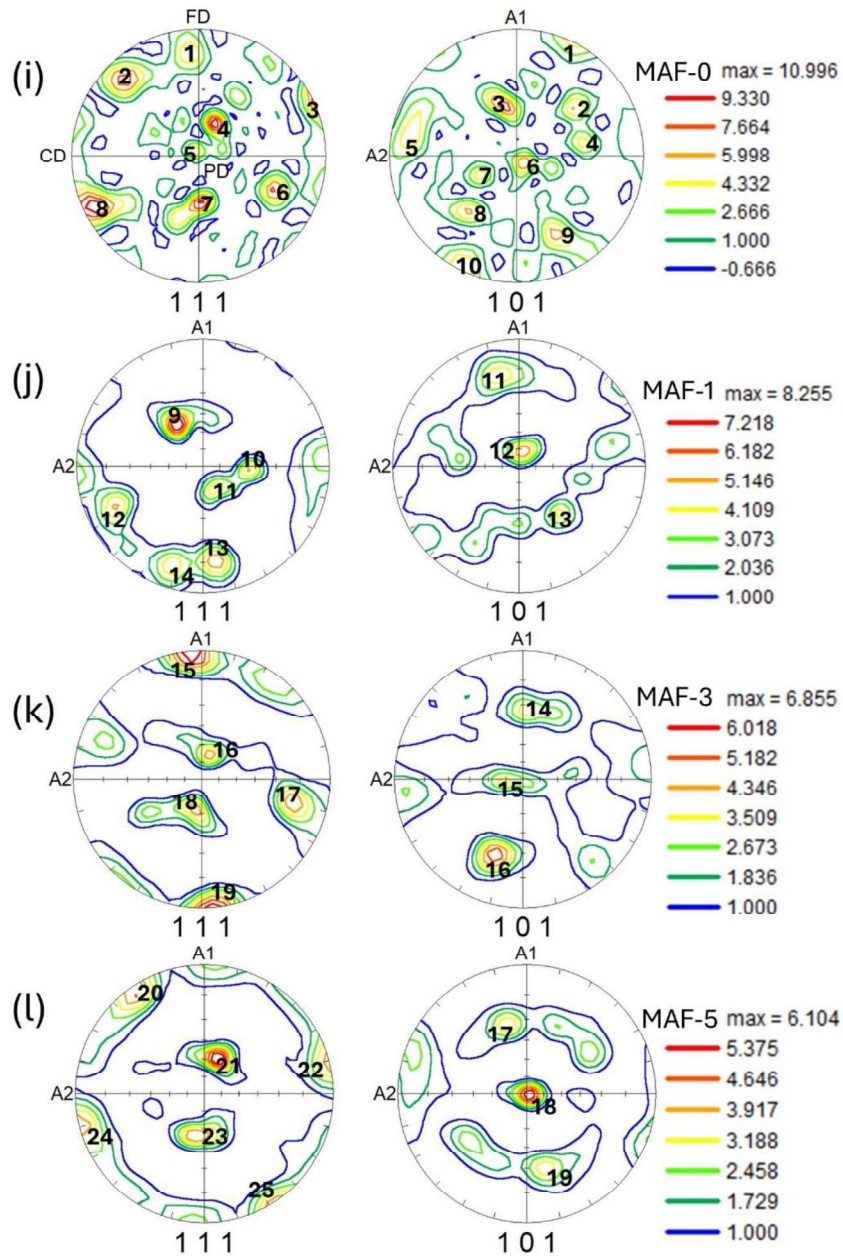 (i)
FD
CD
PD
1
2
3
4
5
6
7
8
1 1 1
A1
A2
1
2
3
4
5
6
7
8
9
10
1 0 1
MAF-0 max = 10.996
9.330
7.664
5.998
4.332
2.666
1.000
-0.666
(j)
A1
A2
9
10
11
12
13
14
1 1 1
A1
A2
11
12
13
1 0 1
MAF-1 max = 8.255
7.218
6.182
5.146
4.109
3.073
2.036
1.000
(k)
A1
A2
15
16
17
18
19
1 1 1
A1
A2
14
15
16
1 0 1
MAF-3 max = 6.855
6.018
5.182
4.346
3.509
2.673
1.836
1.000
(l)
A1
A2
20
21
22
23
24
25
1 1 1
A1
A2
17
18
19
1 0 1
MAF-5 max = 6.104
5.375
4.646
3.917
3.188
2.458
1.729
1.000